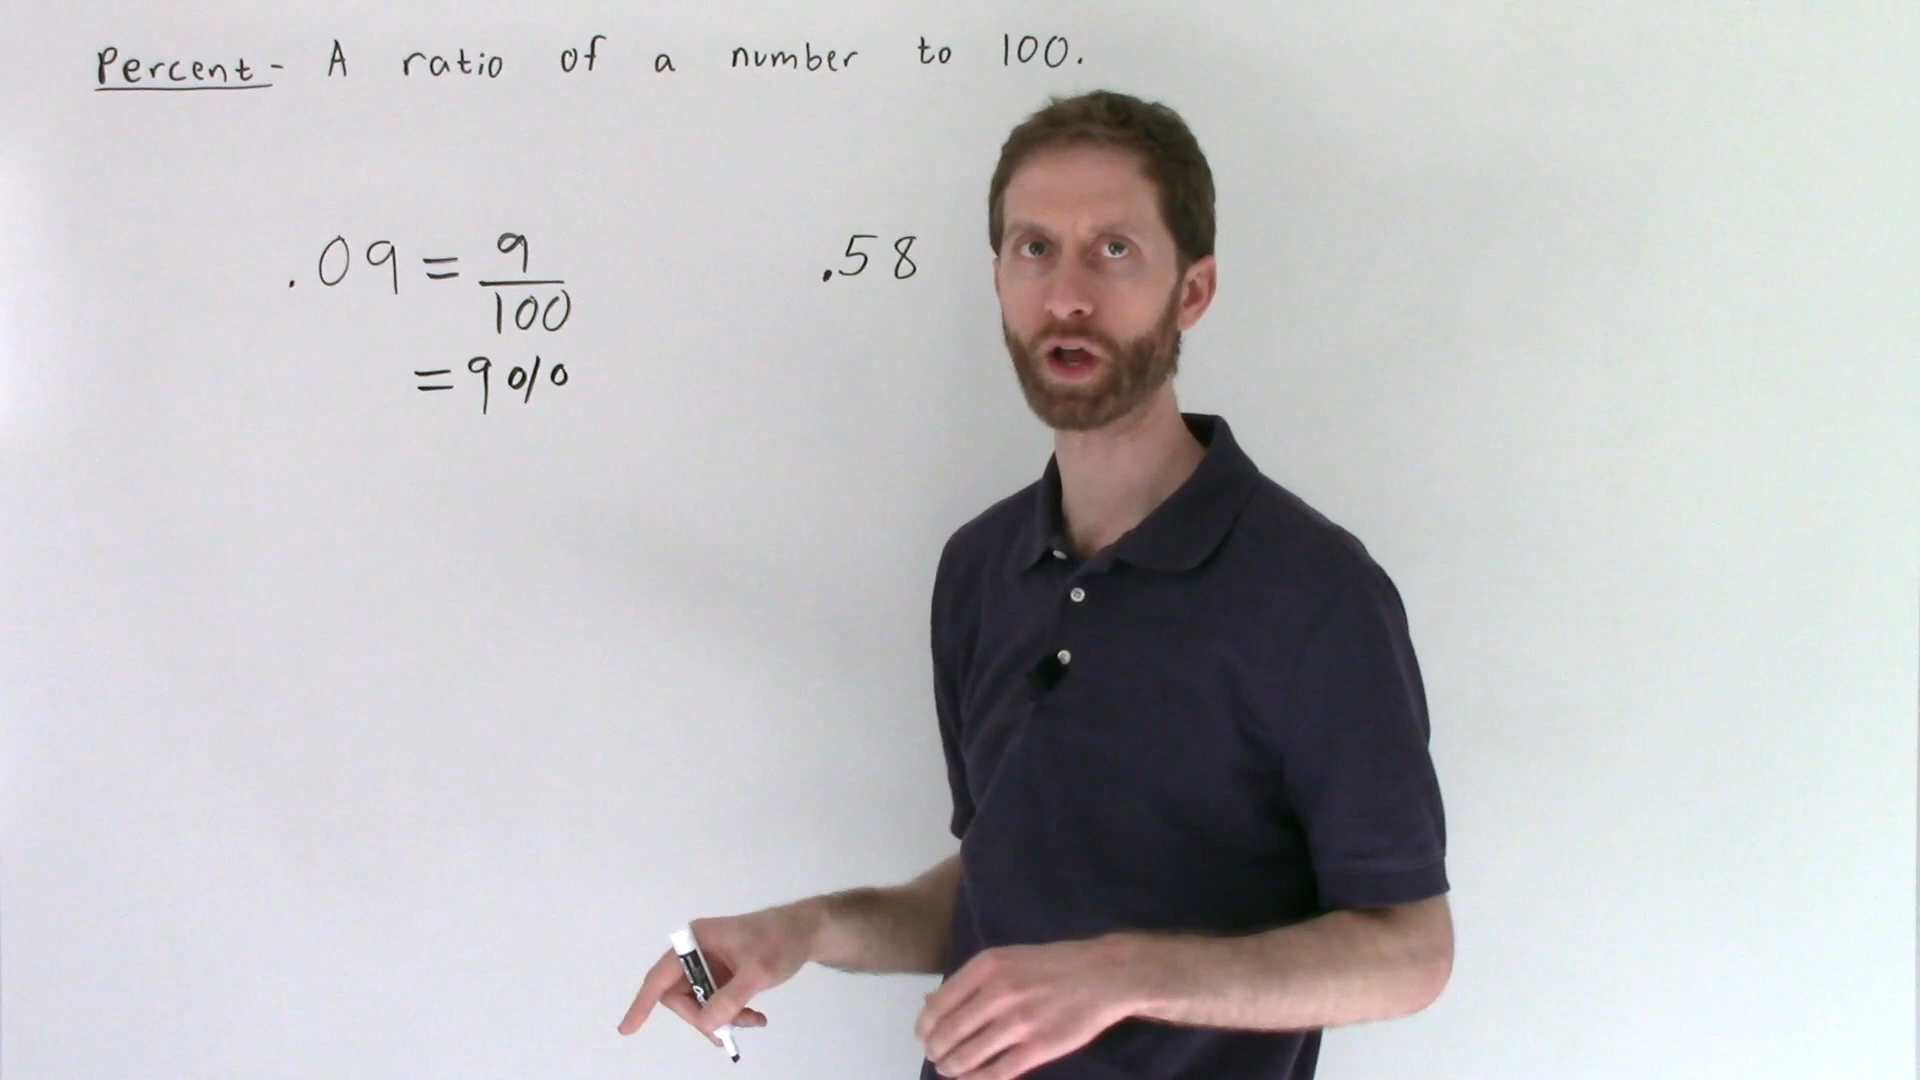 Percent - A ratio of a number to 100.
.09 = 9/100
= 9%
.58